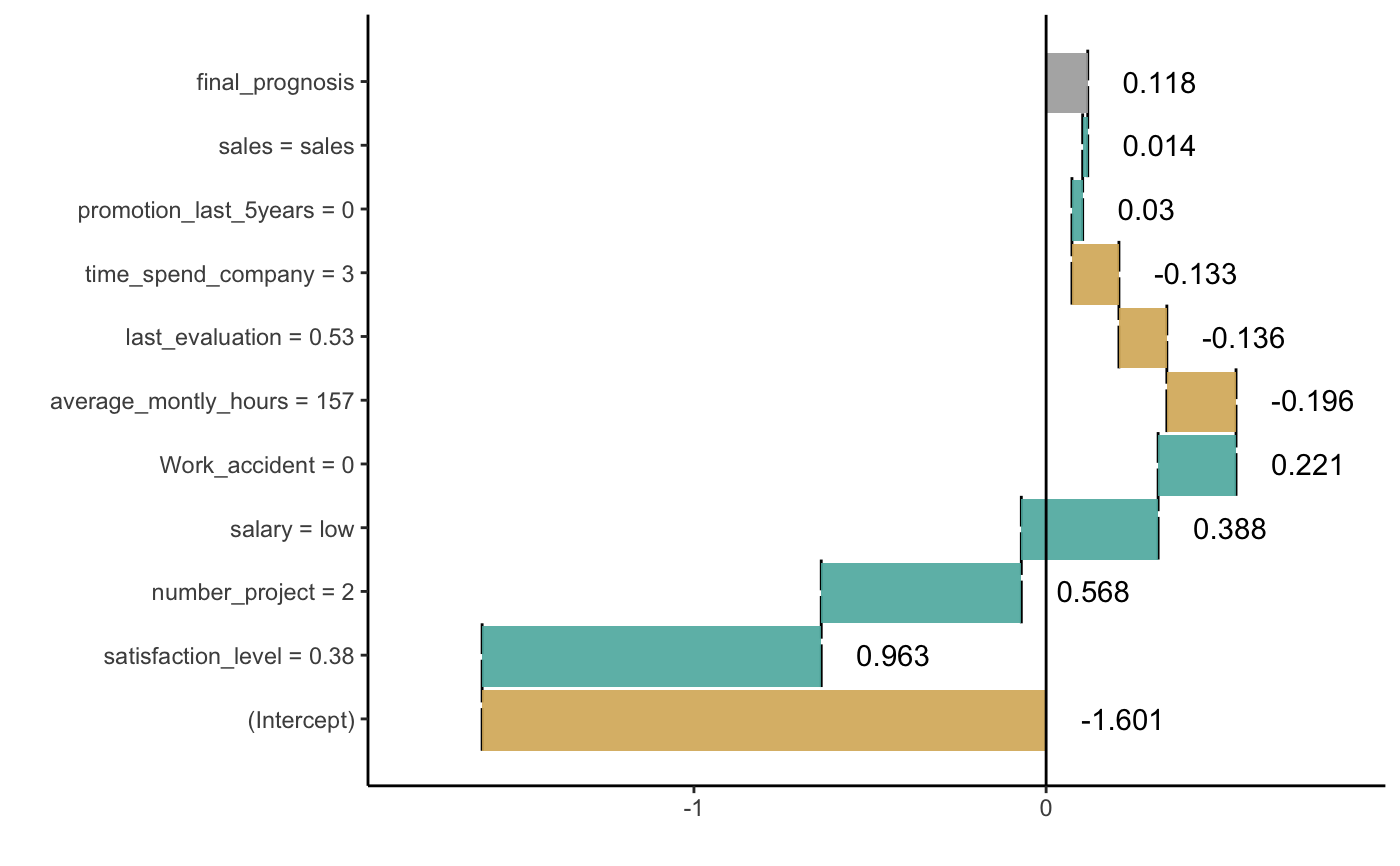 final_prognosis 0.118
sales = sales 0.014
promotion_last_5years = 0 0.03
time_spend_company = 3 -0.133
last_evaluation = 0.53 -0.136
average_montly_hours = 157 -0.196
Work_accident = 0 0.221
salary = low 0.388
number_project = 2 0.568
satisfaction_level = 0.38 0.963
(Intercept) -1.601
-1 0